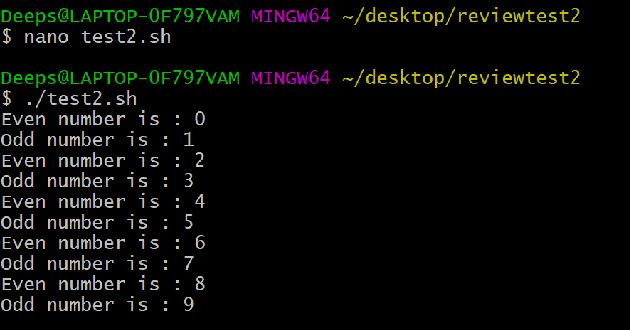 Deeps@LAPTOP-OF797VAM MINGW64 ~/desktop/reviewtest2
$ nano test2.sh
Deeps@LAPTOP-OF797VAM MINGW64 ~/desktop/reviewtest2
$ ./test2.sh
Even number is : 0
Odd number is : 1
Even number is : 2
Odd number is : 3
Even number is : 4
Odd number is : 5
Even number is : 6
Odd number is : 7
Even number is : 8
Odd number is : 9